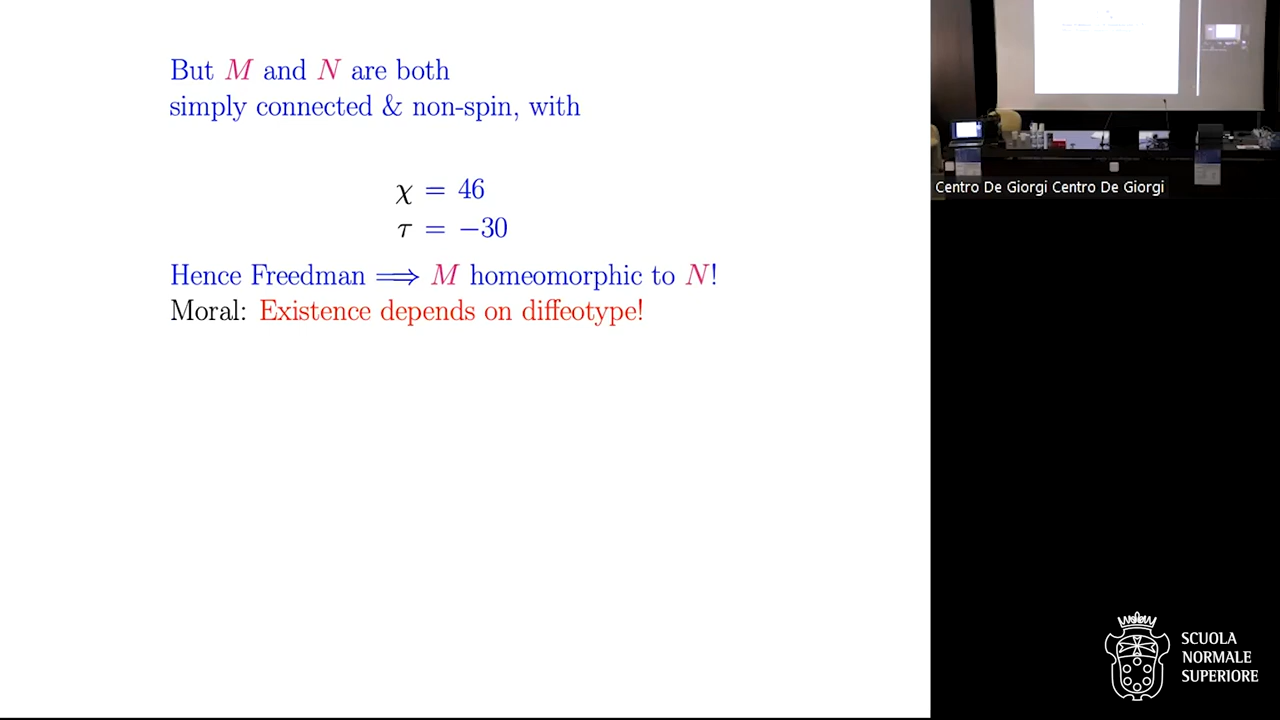 But M and N are both
simply connected & non-spin, with
χ = 46
τ = −30
Hence Freedman ⟹ M homeomorphic to N!
Moral: Existence depends on diffeotype!
Centro De Giorgi Centro De Giorgi
SCUOLA
NORMALE
SUPERIORE